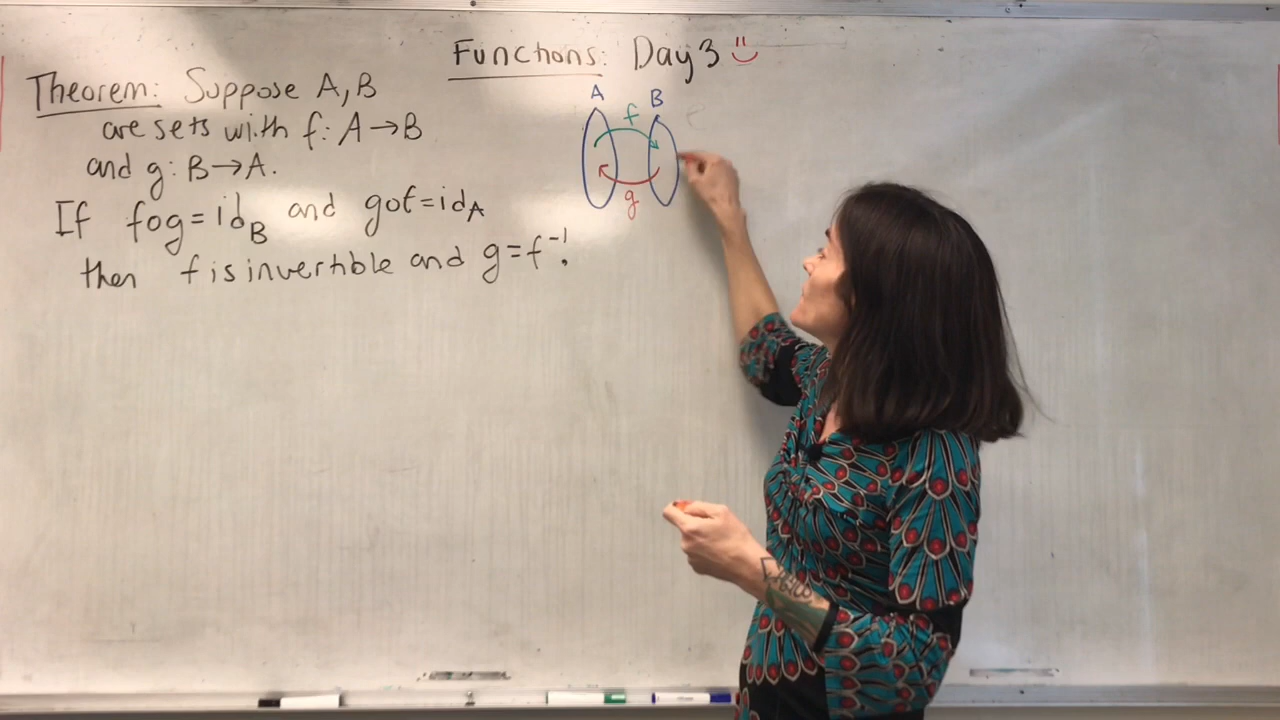 Functions: Day 3
Theorem: Suppose A, B
are sets with f: A→B
and g: B→A.
If f∘g = id_B and g∘f = id_A
then f is invertible and g = f⁻¹.
A B
f
g